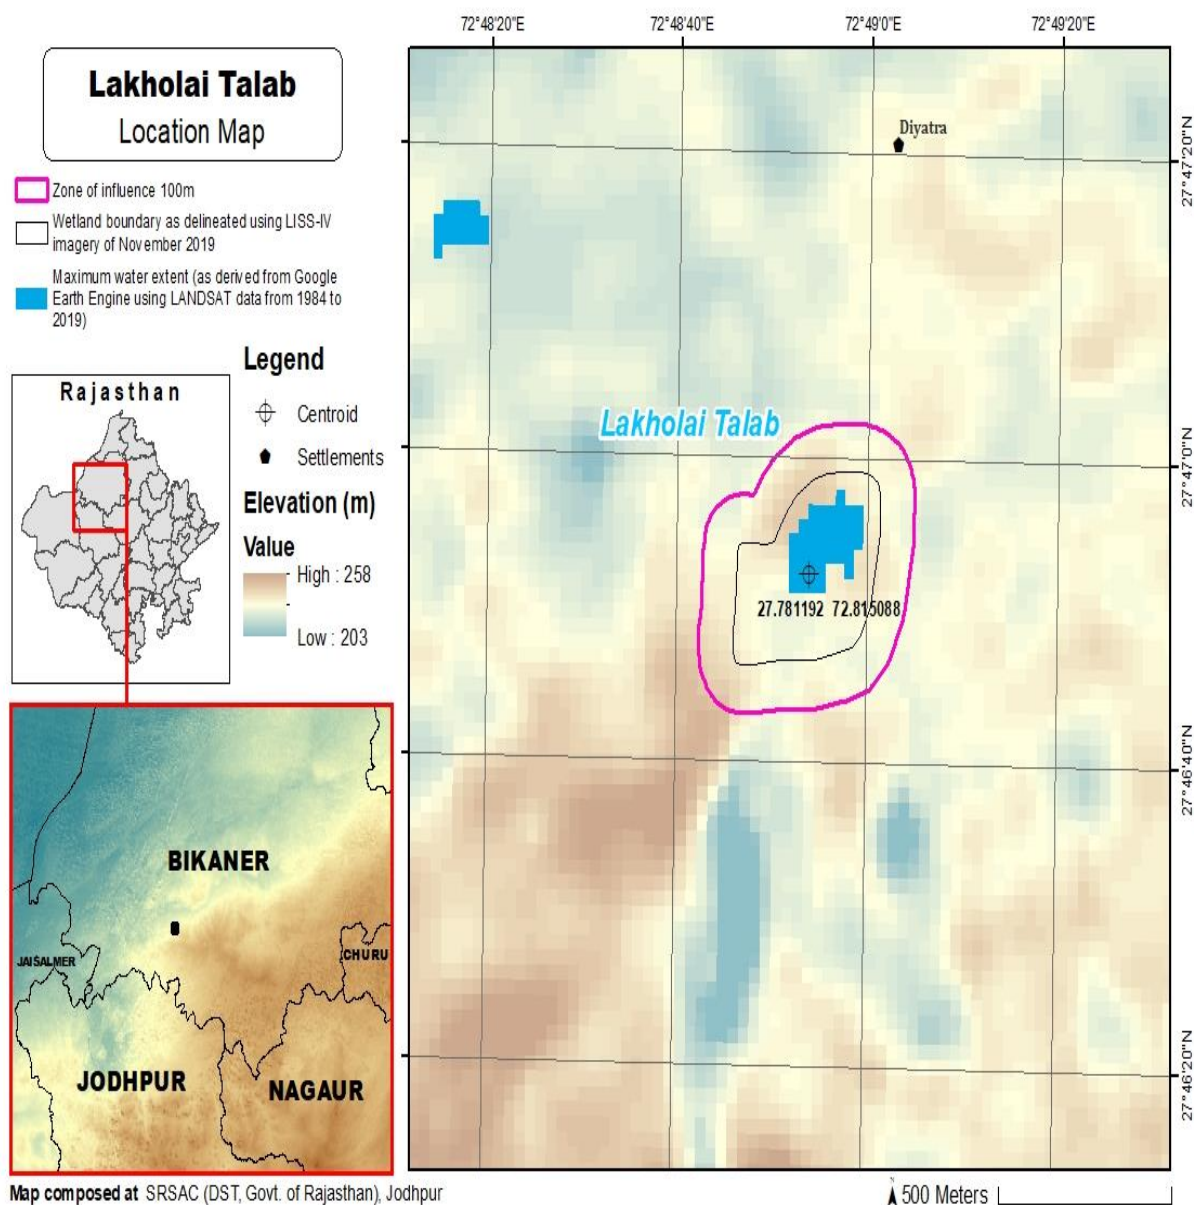 Lakholai Talab
Location Map
Zone of influence 100m
Wetland boundary as delineated using LISS-IV
imagery of November 2019
Maximum water extent (as derived from Google
Earth Engine using LANDSAT data from 1984 to
2019)
Rajasthan
Legend
Centroid
Settlements
Elevation (m)
Value
High : 258
Low : 203
BIKANER
JAISALMER
CHURU
JODHPUR
NAGAUR
Map composed at SRSAC (DST, Govt. of Rajasthan), Jodhpur
72°48'20"E
72°48'40"E
72°49'0"E
72°49'20"E
Diyatra
Lakholai Talab
27.781192 72.815088
27°47'20"N
27°47'0"N
27°46'40"N
27°46'20"N
N
500 Meters